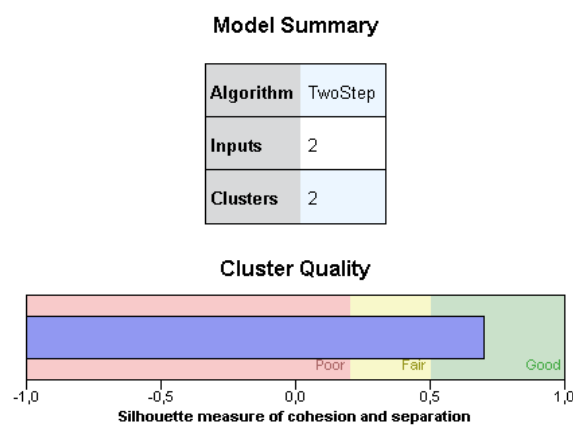 Model Summary
Algorithm TwoStep
Inputs 2
Clusters 2
Cluster Quality
Poor Fair Good
-1,0 -0,5 0,0 0,5 1,0
Silhouette measure of cohesion and separation